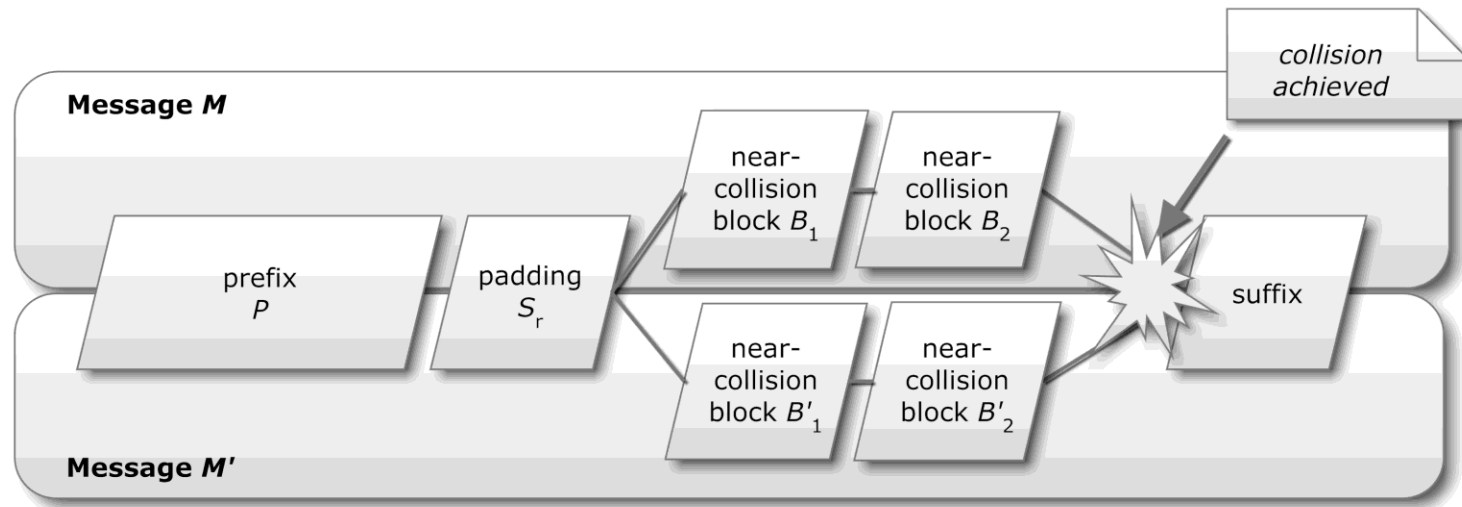 collision
achieved
Message M
near-
collision
block B₁
near-
collision
block B₂
prefix
P
padding
Sᵣ
suffix
near-
collision
block B'₁
near-
collision
block B'₂
Message M'